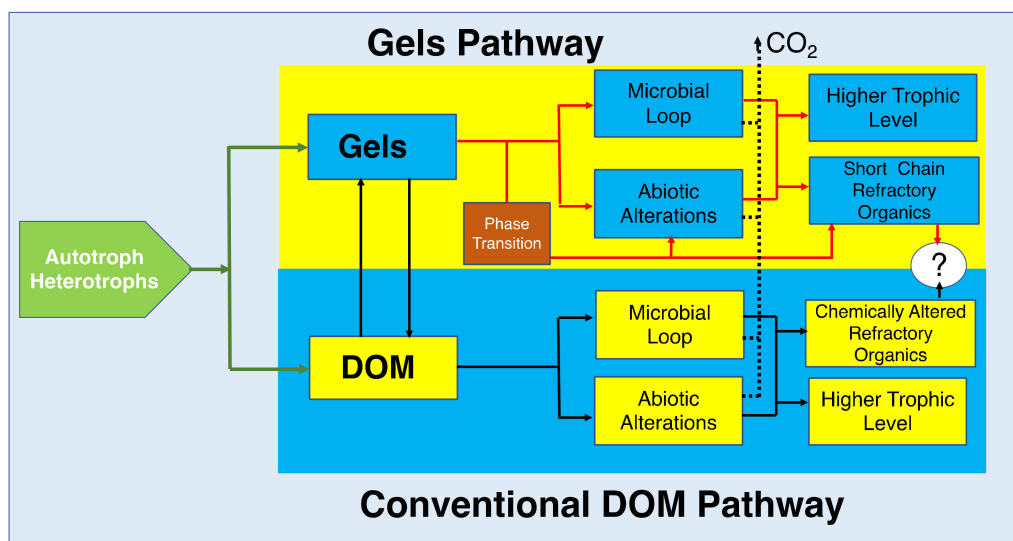 Gels Pathway
CO₂
Gels
Microbial
Loop
Higher Trophic
Level
Abiotic
Alterations
Short Chain
Refractory
Organics
Phase
Transition
Autotroph
Heterotrophs
?
DOM
Microbial
Loop
Chemically Altered
Refractory
Organics
Abiotic
Alterations
Higher Trophic
Level
Conventional DOM Pathway